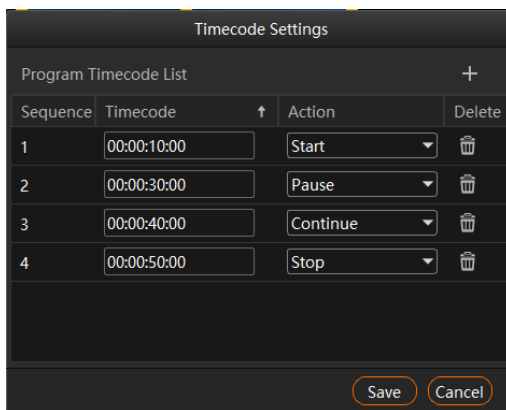 Timecode Settings
Program Timecode List +
Sequence Timecode ↑ Action Delete
1 00:00:10:00 Start
2 00:00:30:00 Pause
3 00:00:40:00 Continue
4 00:00:50:00 Stop
Save Cancel